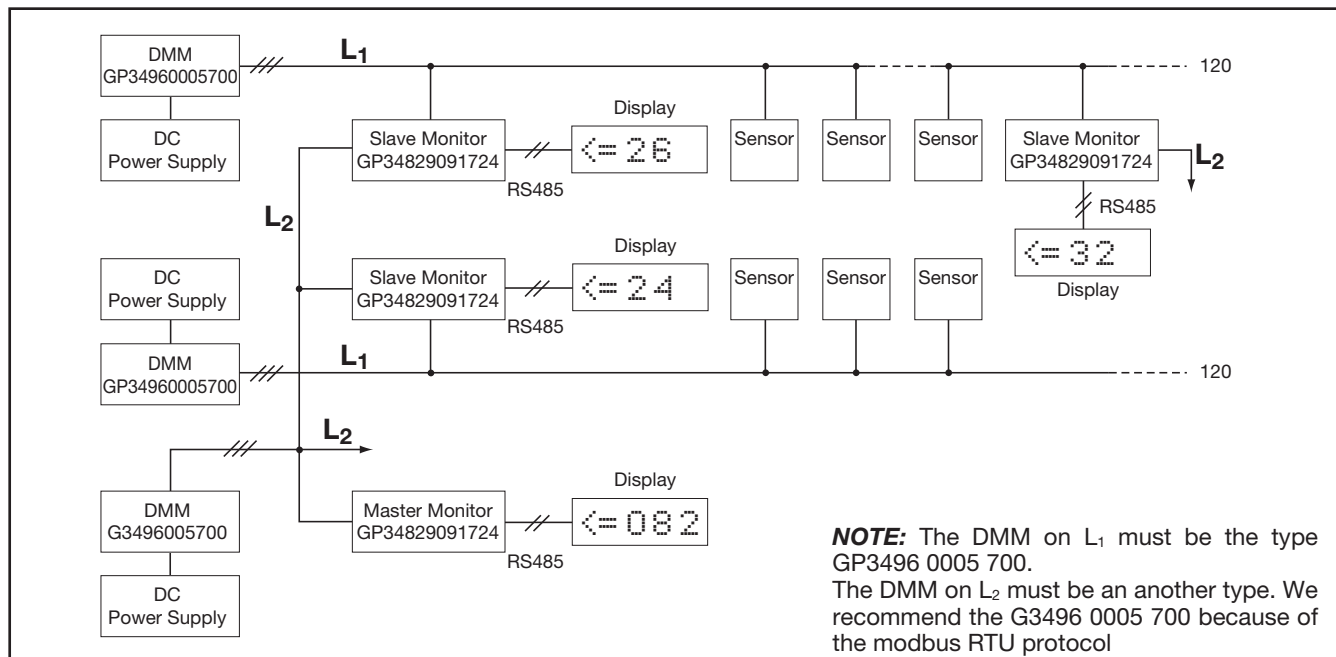 DMM
GP34960005700
L1
120
DC
Power Supply
Slave Monitor
GP34829091724
RS485
Display
<=26
Sensor
Sensor
Sensor
Slave Monitor
GP34829091724
L2
RS485
<=32
Display
L2
DC
Power Supply
DMM
GP34960005700
Slave Monitor
GP34829091724
RS485
Display
<=24
Sensor
Sensor
Sensor
L1
120
L2
DMM
G3496005700
DC
Power Supply
Master Monitor
GP34829091724
RS485
Display
<=082
NOTE: The DMM on L1 must be the type
GP3496 0005 700.
The DMM on L2 must be an another type. We
recommend the G3496 0005 700 because of
the modbus RTU protocol